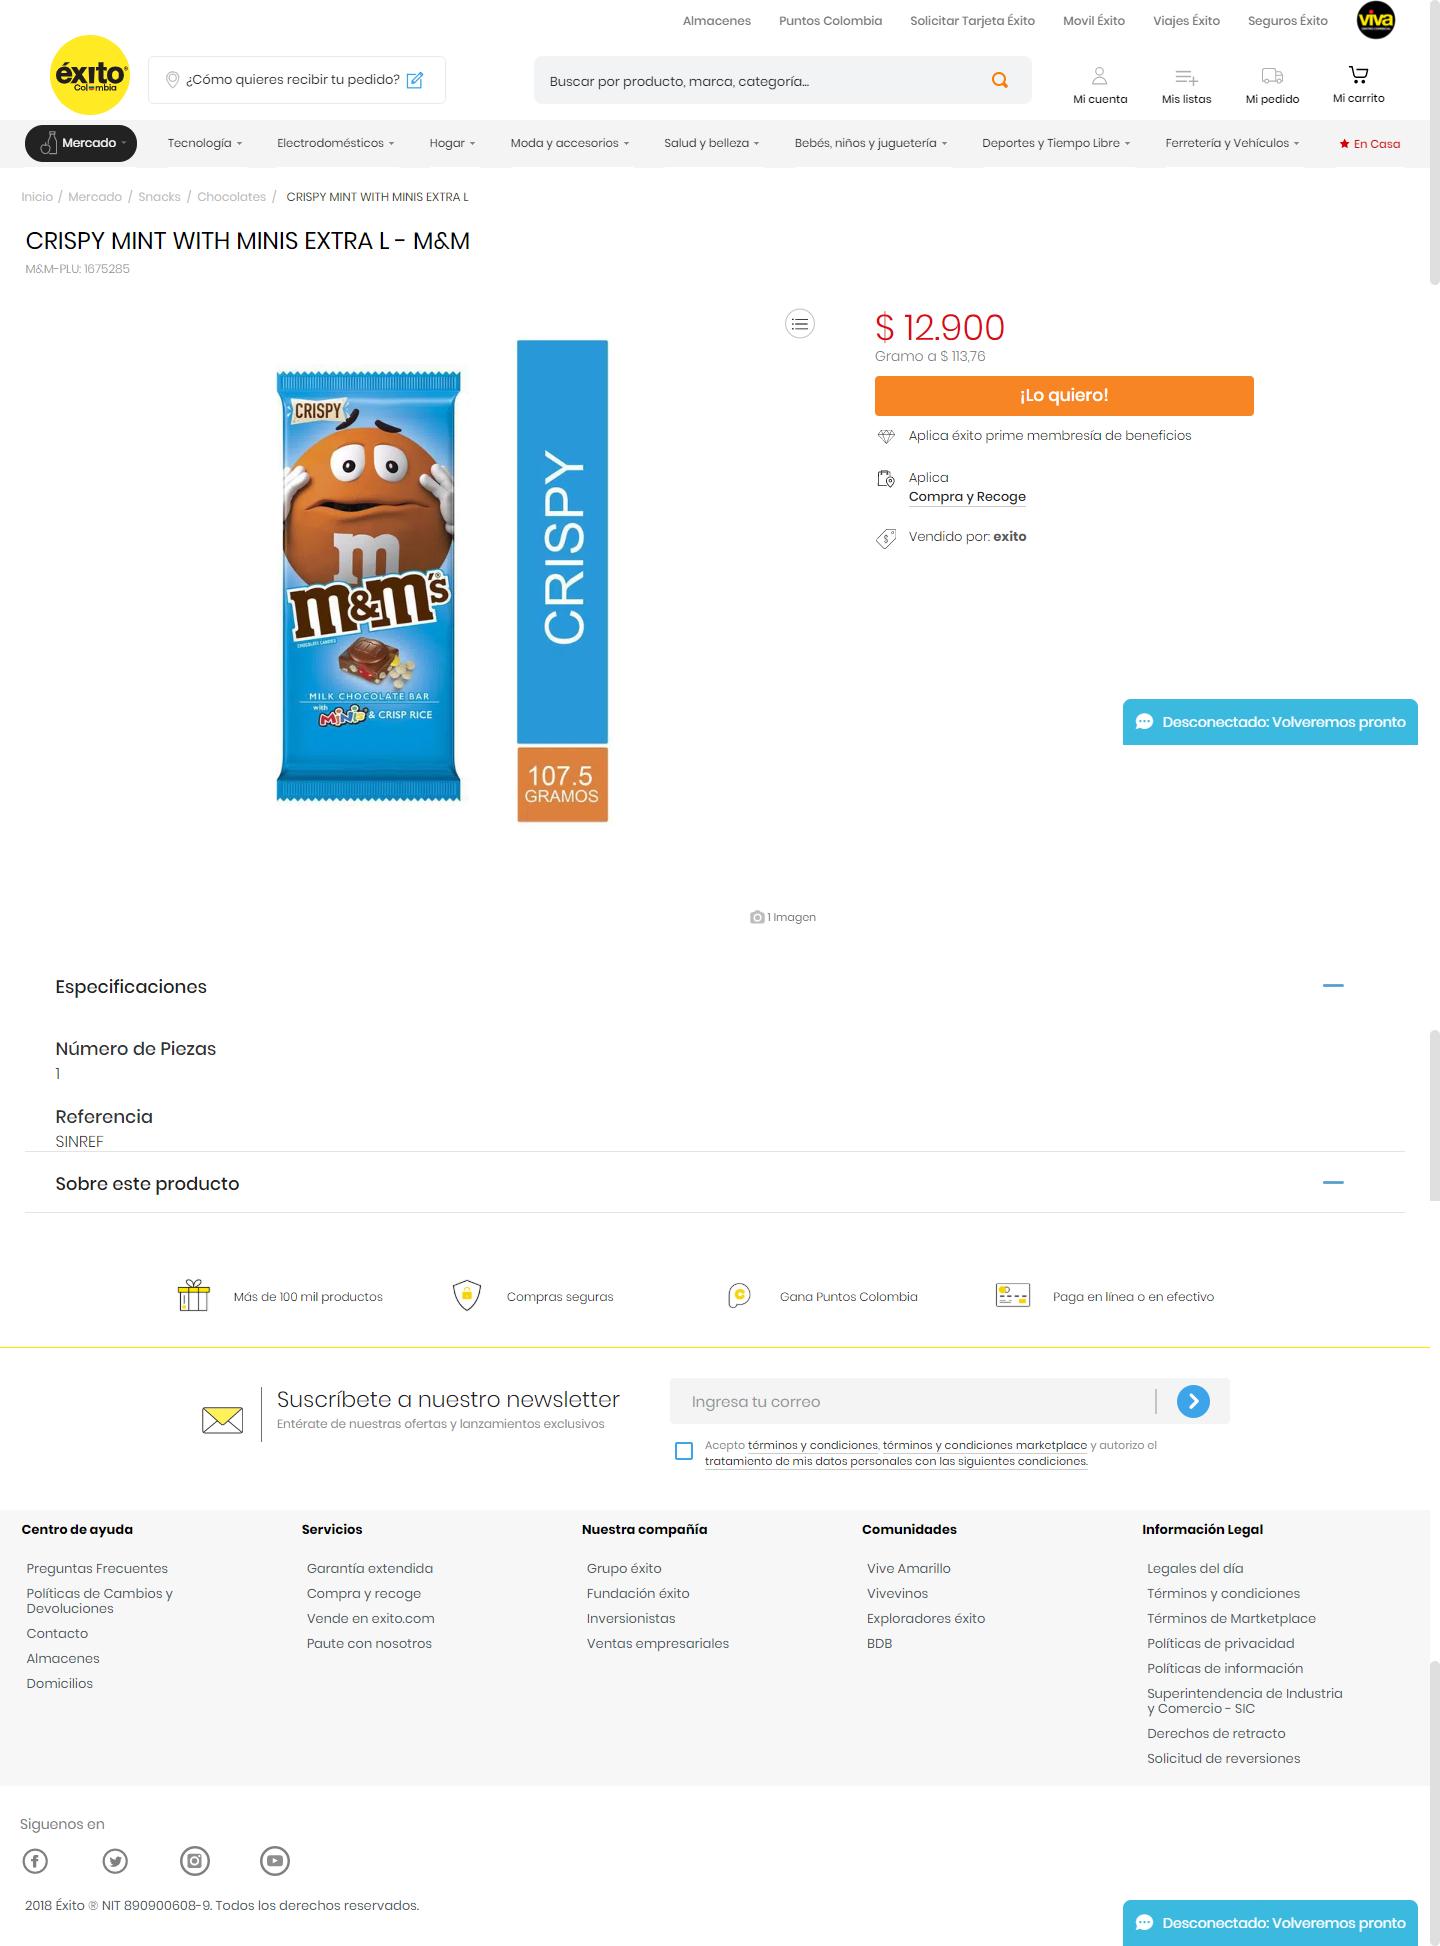 Almacenes Puntos Colombia Solicitar Tarjeta Éxito Movil Éxito Viajes Éxito Seguros Éxito viva
éxito
Colombia
¿Cómo quieres recibir tu pedido?
Buscar por producto, marca, categoría...
Mi cuenta Mis listas Mi pedido Mi carrito
Mercado Tecnología Electrodomésticos Hogar Moda y accesorios Salud y belleza Bebés, niños y juguetería Deportes y Tiempo Libre Ferretería y Vehículos En Casa
Inicio / Mercado / Snacks / Chocolates / CRISPY MINT WITH MINIS EXTRA L
CRISPY MINT WITH MINIS EXTRA L - M&M
M&M-PLU: 1675285
CRISPY
m
m&m's
CHOCOLATE CANDIES
MILK CHOCOLATE BAR
with
MINIS & CRISP RICE
CRISPY
107.5
GRAMOS
1 Imagen
$ 12.900
Gramo a $ 113,76
¡Lo quiero!
Aplica éxito prime membresía de beneficios
Aplica
Compra y Recoge
Vendido por: exito
Desconectado: Volveremos pronto
Especificaciones
Número de Piezas
1
Referencia
SINREF
Sobre este producto
Más de 100 mil productos Compras seguras Gana Puntos Colombia Paga en línea o en efectivo
Suscríbete a nuestro newsletter
Entérate de nuestras ofertas y lanzamientos exclusivos
Ingresa tu correo
Acepto términos y condiciones, términos y condiciones marketplace y autorizo el
tratamiento de mis datos personales con las siguientes condiciones.
Centro de ayuda
Preguntas Frecuentes
Políticas de Cambios y
Devoluciones
Contacto
Almacenes
Domicilios
Servicios
Garantía extendida
Compra y recoge
Vende en exito.com
Paute con nosotros
Nuestra compañía
Grupo éxito
Fundación éxito
Inversionistas
Ventas empresariales
Comunidades
Vive Amarillo
Vivevinos
Exploradores éxito
BDB
Información Legal
Legales del día
Términos y condiciones
Términos de Martketplace
Políticas de privacidad
Políticas de información
Superintendencia de Industria
y Comercio - SIC
Derechos de retracto
Solicitud de reversiones
Siguenos en
2018 Éxito ® NIT 890900608-9. Todos los derechos reservados.
Desconectado: Volveremos pronto